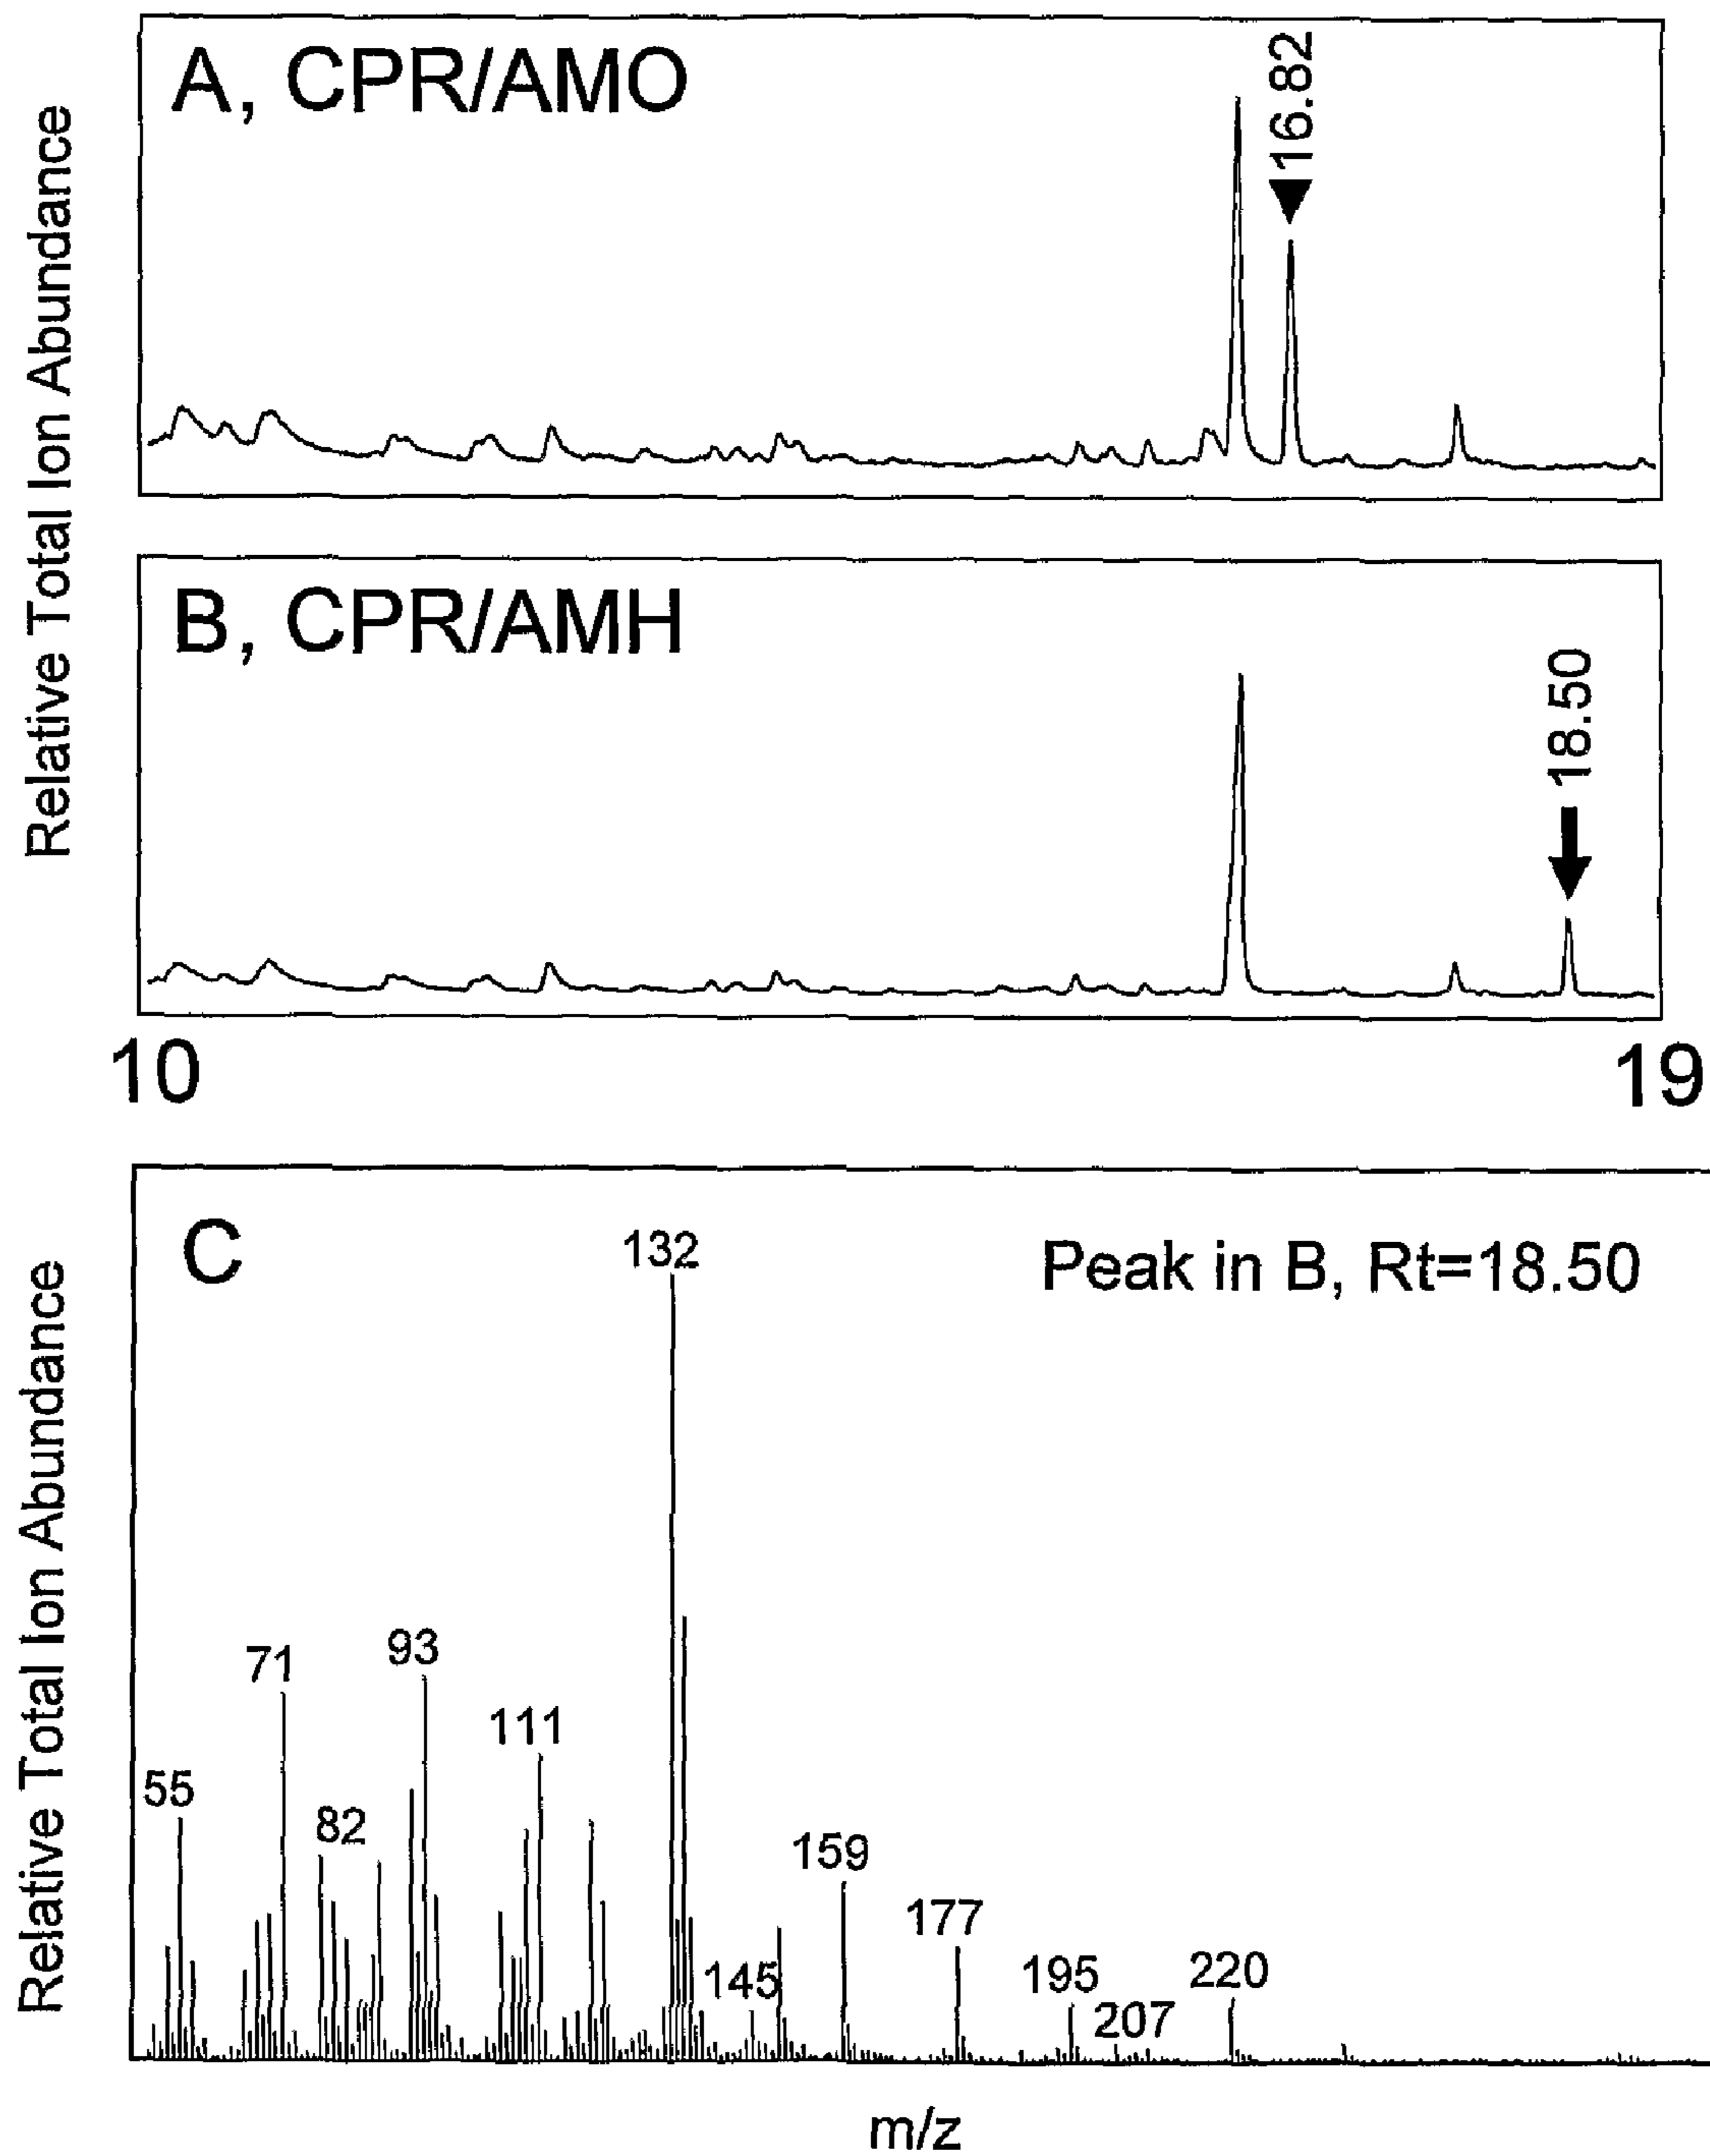 Relative Total Ion Abundance
A, CPR/AMO
16.82
B, CPR/AMH
18.50
10
19
Relative Total Ion Abundance
C
Peak in B, Rt=18.50
132
71
93
111
55
82
159
177
145
195
207
220
m/z